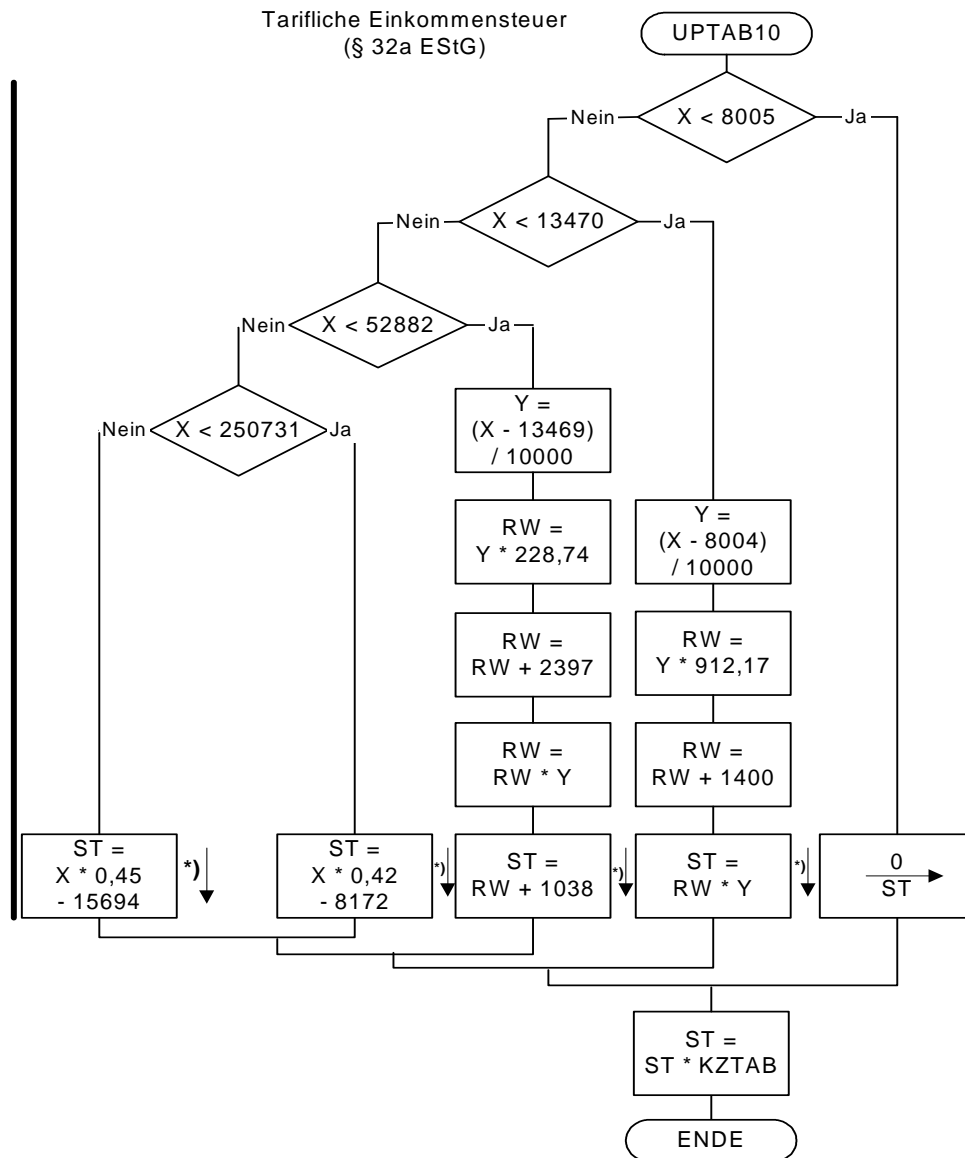 Tarifliche Einkommensteuer
(§ 32a EStG)
UPTAB10
X < 8005
Nein
Ja
X < 13470
Nein
Ja
X < 52882
Nein
Ja
X < 250731
Nein
Ja
Y =
(X - 13469)
/ 10000
RW =
Y * 228,74
RW =
RW + 2397
RW =
RW * Y
Y =
(X - 8004)
/ 10000
RW =
Y * 912,17
RW =
RW + 1400
ST =
X * 0,45
- 15694
*)
ST =
X * 0,42
- 8172
*)
ST =
RW + 1038
*)
ST =
RW * Y
*)
0
ST
ST =
ST * KZTAB
ENDE